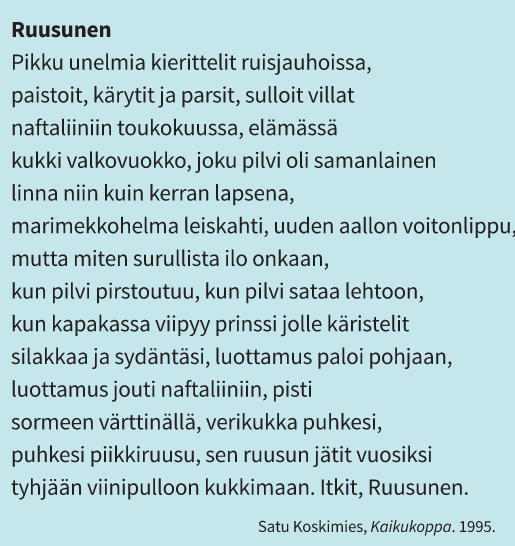 Ruusunen
Pikku unelmia kierittelit ruisjauhoissa,
paistoit, kärytit ja parsit, sulloit villat
naftaliiniin toukokuussa, elämässä
kukki valkovuokko, joku pilvi oli samanlainen
linna niin kuin kerran lapsena,
marimekkohelma leiskahti, uuden aallon voitonlippu,
mutta miten surullista ilo onkaan,
kun pilvi pirstoutuu, kun pilvi sataa lehtoon,
kun kapakassa viipyy prinssi jolle käristelit
silakkaa ja sydäntäsi, luottamus paloi pohjaan,
luottamus jouti naftaliiniin, pisti
sormeen värttinällä, verikukka puhkesi,
puhkesi piikkiruusu, sen ruusun jätit vuosiksi
tyhjään viinipulloon kukkimaan. Itkit, Ruusunen.
Satu Koskimies, Kaikukoppa. 1995.